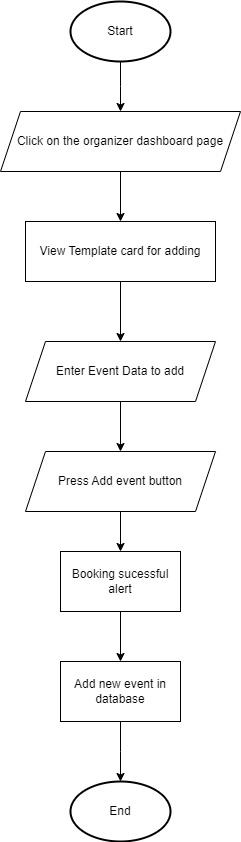 Start
Click on the organizer dashboard page
View Template card for adding
Enter Event Data to add
Press Add event button
Booking sucessful
alert
Add new event in
database
End